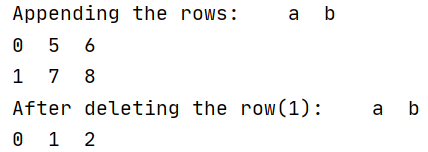 Appending the rows:    a  b
0  5  6
1  7  8
After deleting the row(1):    a  b
0  1  2